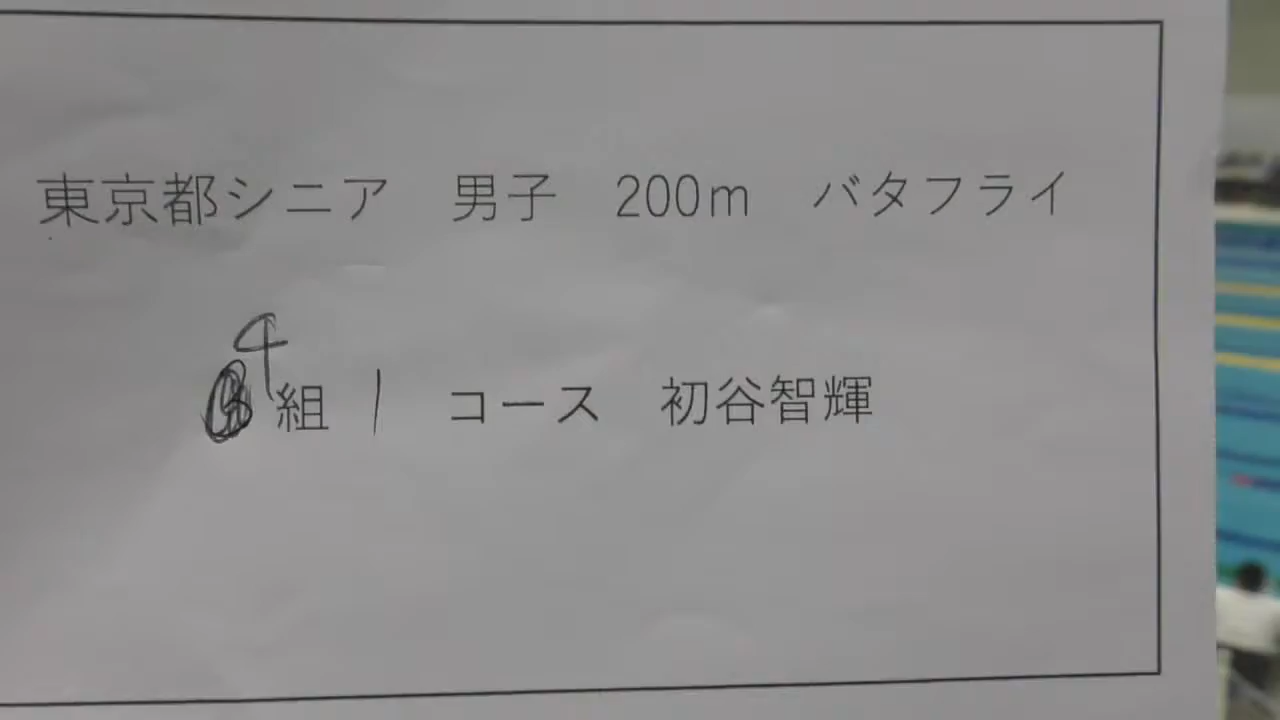 東京都シニア 男子 200m バタフライ
4組 1 コース 初谷智輝